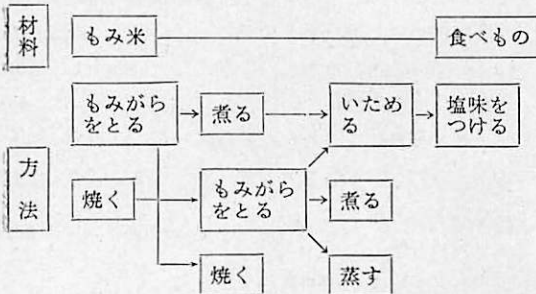 材料
もみ米
食べもの
もみがら
をとる
煮る
いため
る
塩味を
つける
方法
焼く
もみがら
をとる
煮る
焼く
蒸す